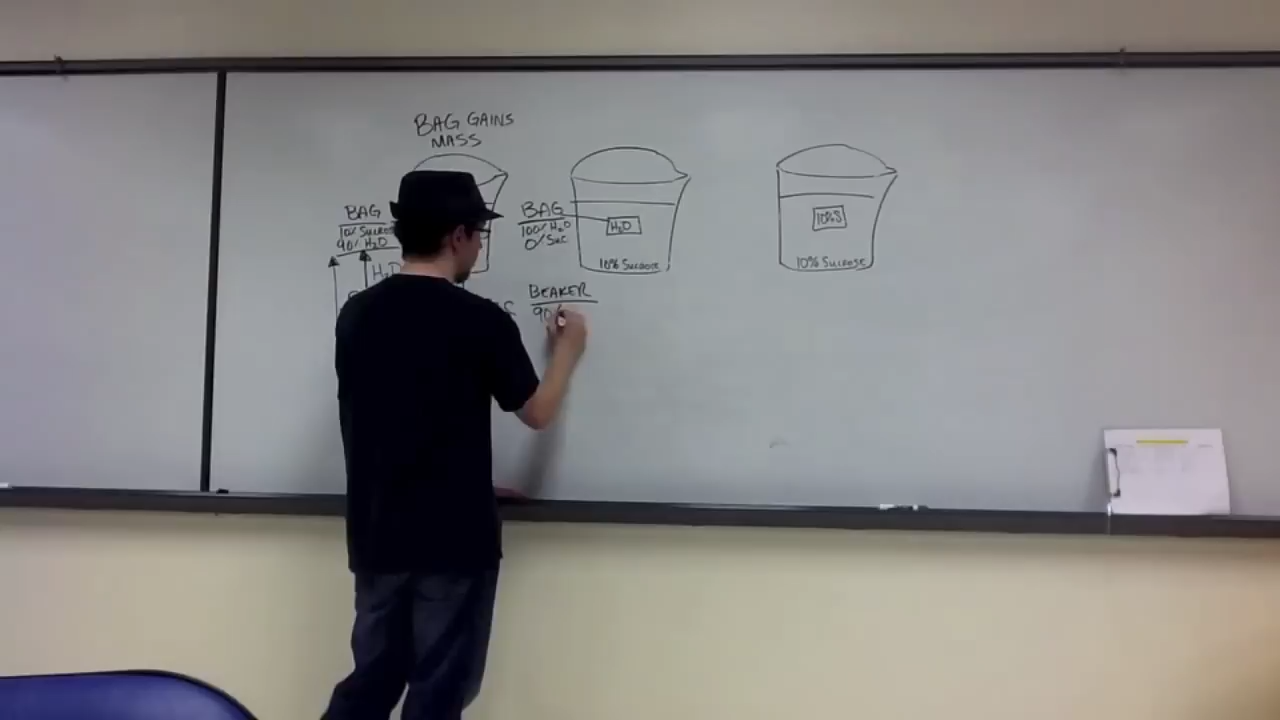 BAG GAINS
MASS
BAG
10% Sucrose
90% H₂O
H₂O
BAG
100% H₂O
0% Suc
H₂O
10% Sucrose
BEAKER
90%
10%S
10% Sucrose